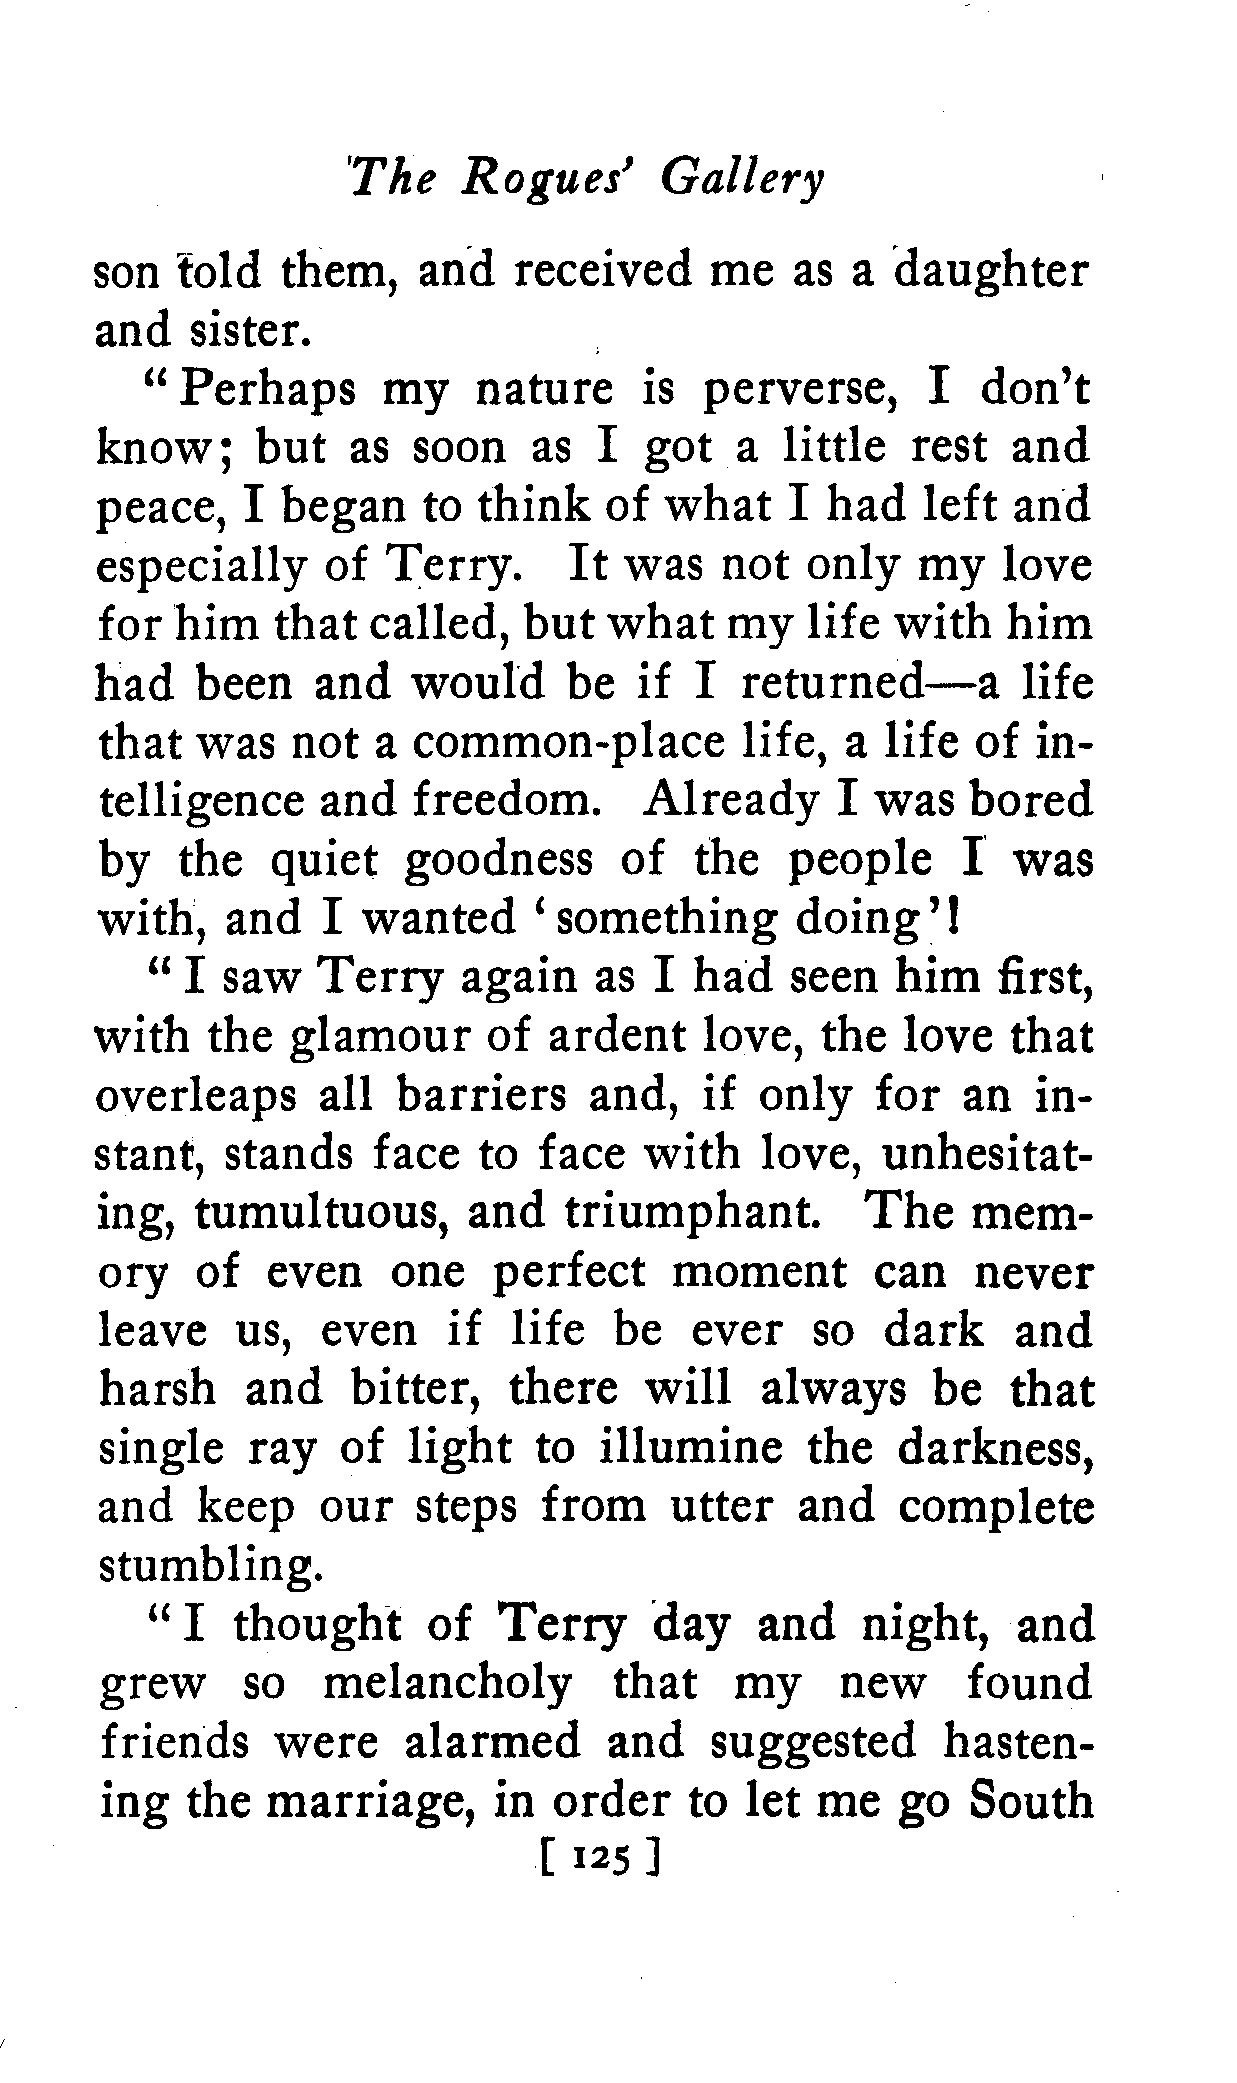 The Rogues' Gallery
son told them, and received me as a daughter
and sister.
“ Perhaps my nature is perverse, I don't
know; but as soon as I got a little rest and
peace, I began to think of what I had left and
especially of Terry. It was not only my love
for him that called, but what my life with him
had been and would be if I returned—a life
that was not a common-place life, a life of in-
telligence and freedom. Already I was bored
by the quiet goodness of the people I was
with, and I wanted ‘ something doing’!
“ I saw Terry again as I had seen him first,
with the glamour of ardent love, the love that
overleaps all barriers and, if only for an in-
stant, stands face to face with love, unhesitat-
ing, tumultuous, and triumphant. The mem-
ory of even one perfect moment can never
leave us, even if life be ever so dark and
harsh and bitter, there will always be that
single ray of light to illumine the darkness,
and keep our steps from utter and complete
stumbling.
“ I thought of Terry day and night, and
grew so melancholy that my new found
friends were alarmed and suggested hasten-
ing the marriage, in order to let me go South
[ 125 ]